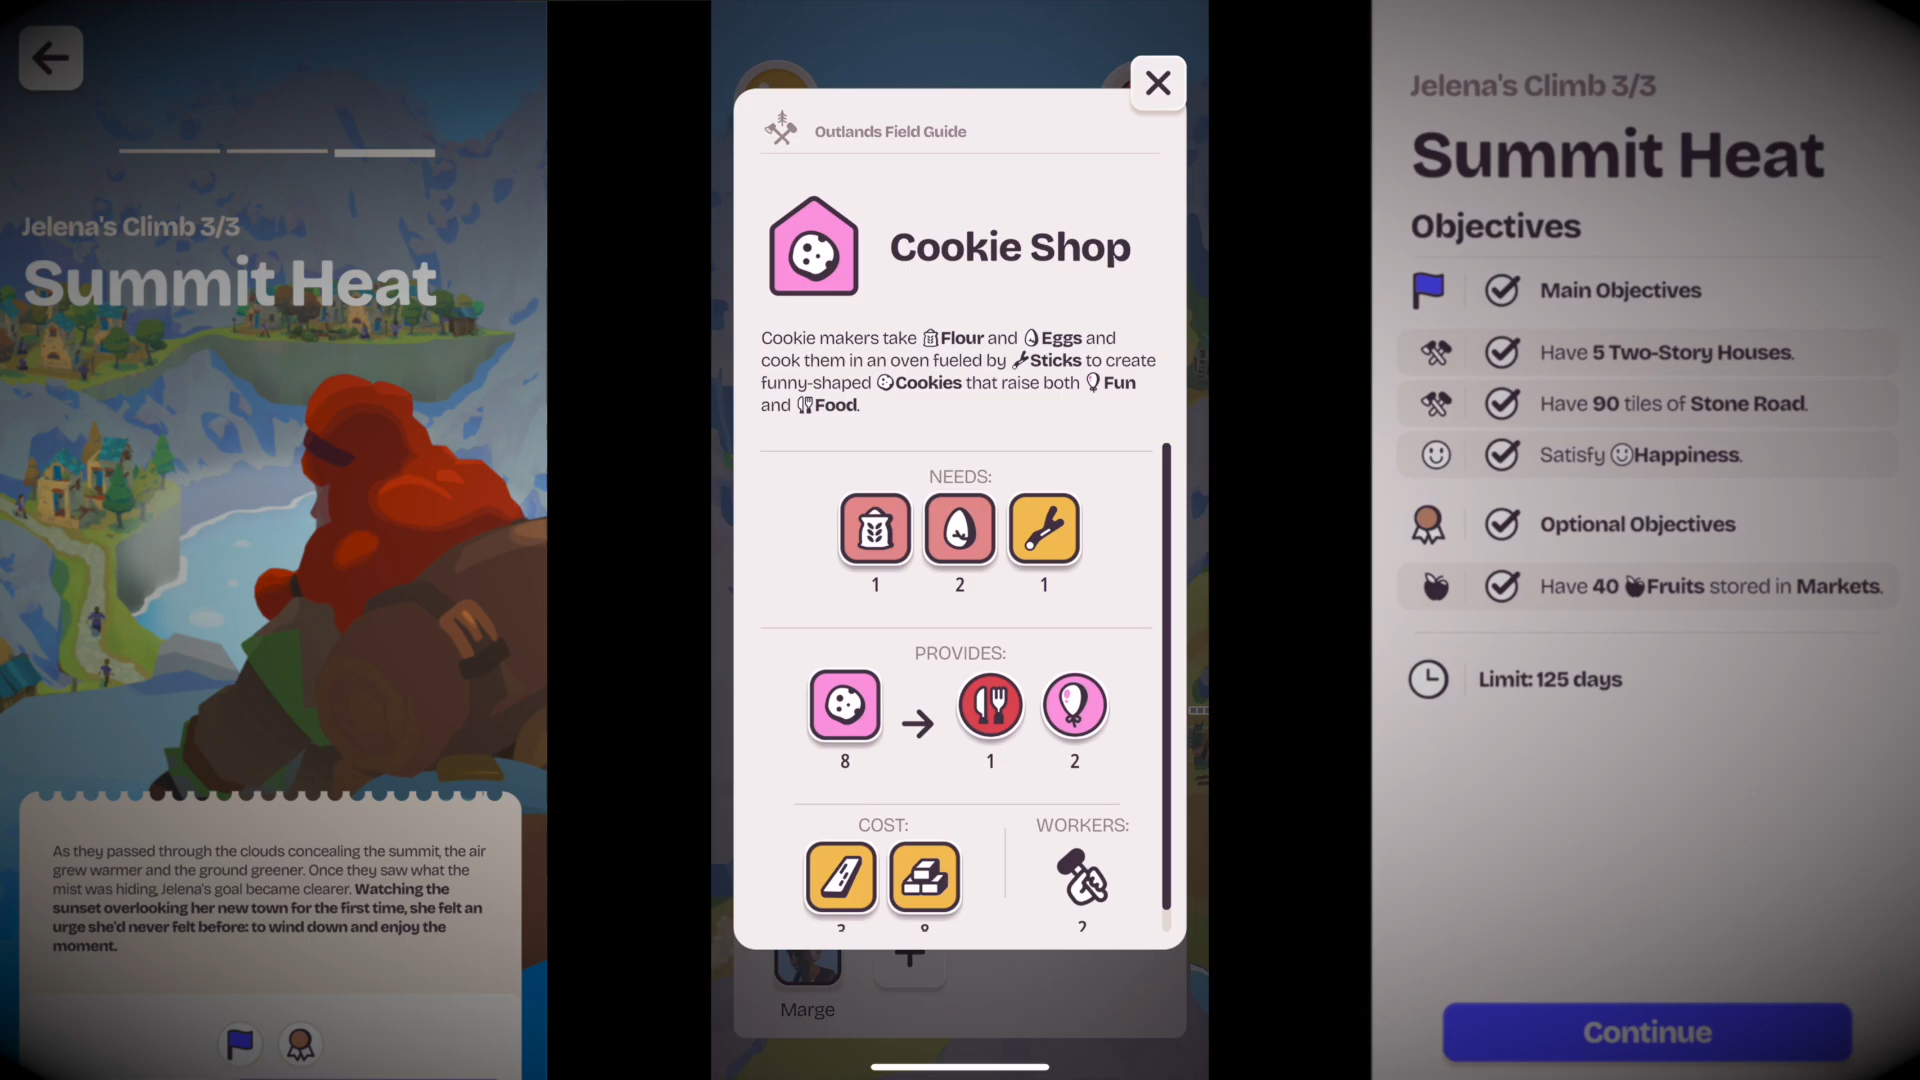 Jelena's Climb 3/3
Summit Heat
As they passed through the clouds concealing the summit, the air
grew warmer and the ground greener. Once they saw what the
mist was hiding, Jelena's goal became clearer. Watching the
sunset overlooking her new town for the first time, she felt an
urge she'd never felt before: to wind down and enjoy the
moment.
Outlands Field Guide
Cookie Shop
Cookie makers take Flour and Eggs and
cook them in an oven fueled by Sticks to create
funny-shaped Cookies that raise both Fun
and Food.
NEEDS:
1 2 1
PROVIDES:
8 1 2
COST: WORKERS:
Marge
Jelena's Climb 3/3
Summit Heat
Objectives
Main Objectives
Have 5 Two-Story Houses.
Have 90 tiles of Stone Road.
Satisfy Happiness.
Optional Objectives
Have 40 Fruits stored in Markets.
Limit: 125 days
Continue